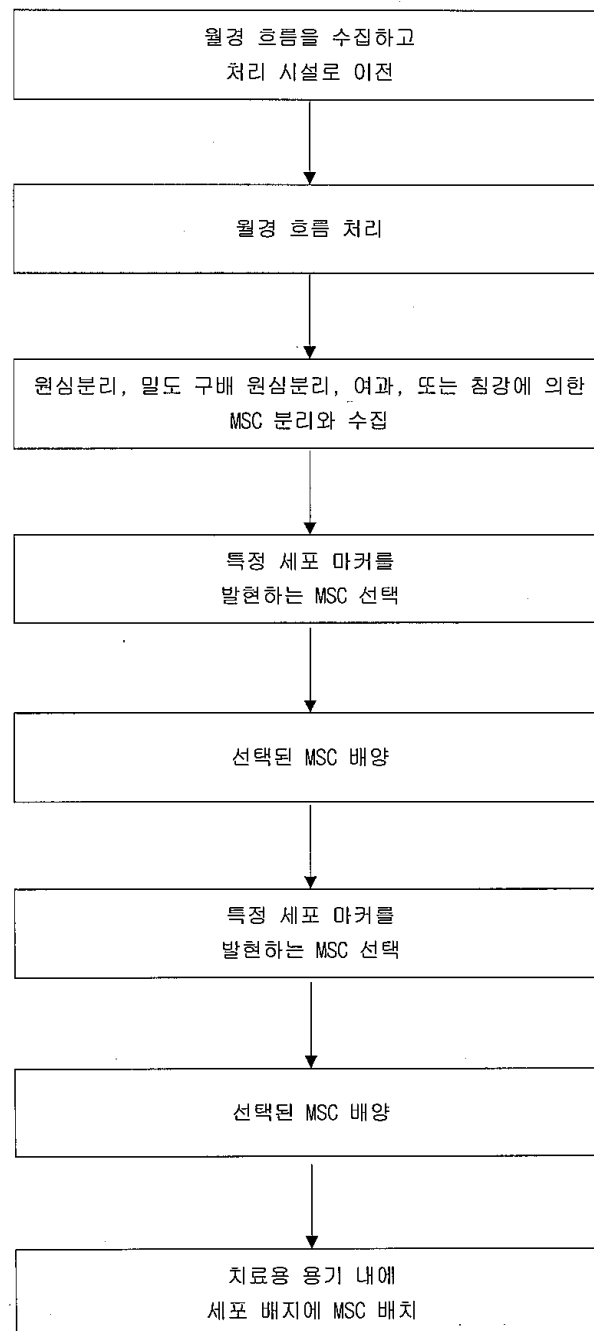 월경 흐름을 수집하고
처리 시설로 이전
월경 흐름 처리
원심분리, 밀도 구배 원심분리, 여과, 또는 침강에 의한
MSC 분리와 수집
특정 세포 마커를
발현하는 MSC 선택
선택된 MSC 배양
특정 세포 마커를
발현하는 MSC 선택
선택된 MSC 배양
치료용 용기 내에
세포 배지에 MSC 배치